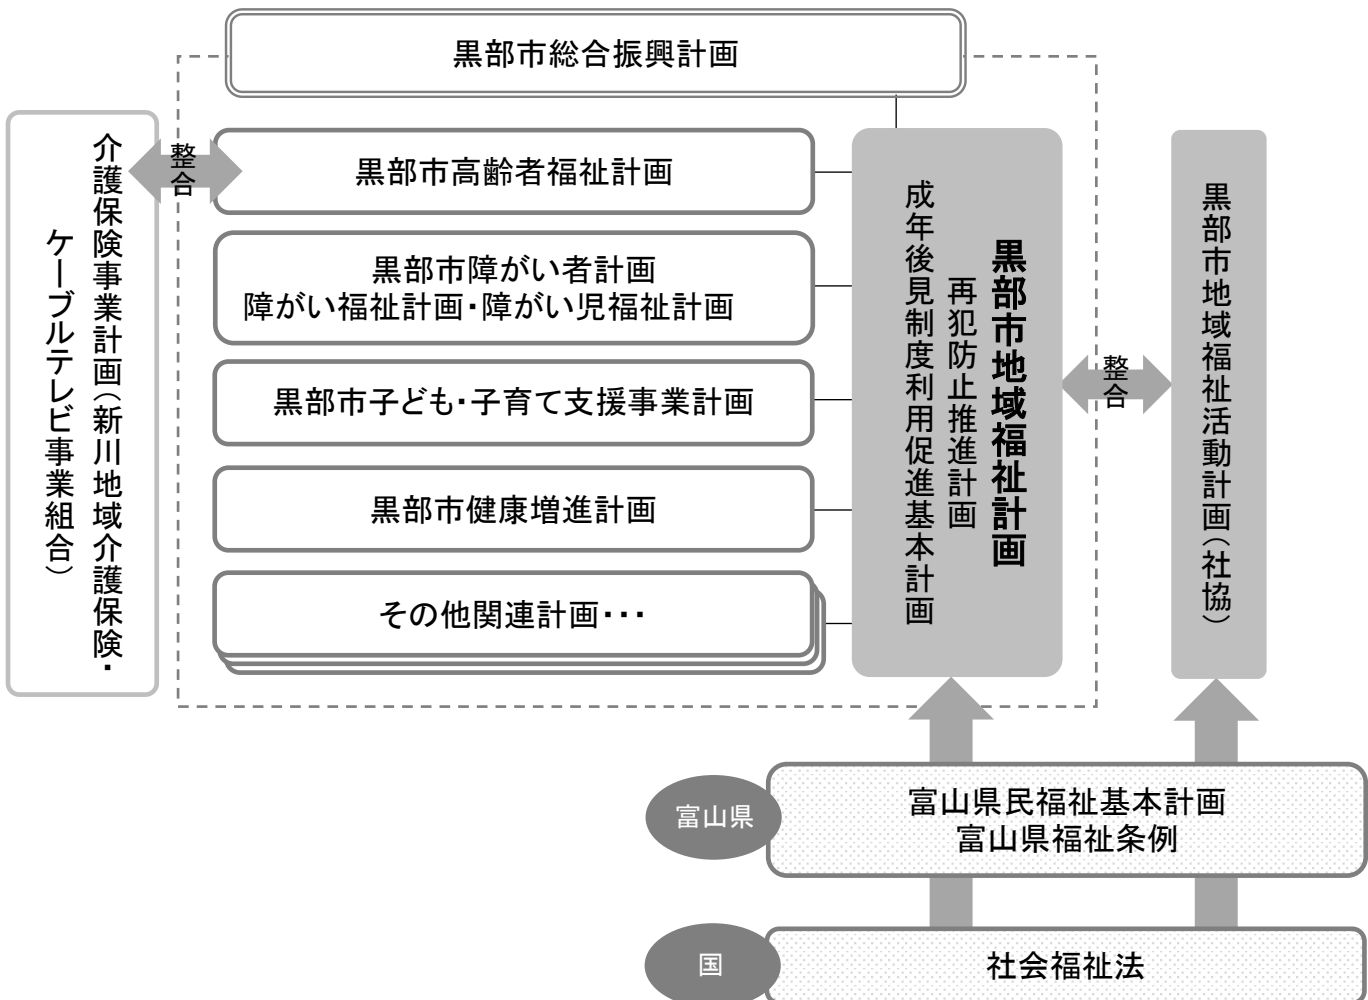 黒部市総合振興計画
介護保険事業計画（新川地域介護保険・
ケーブルテレビ事業組合）
整合
黒部市高齢者福祉計画
黒部市障がい者計画
障がい福祉計画・障がい児福祉計画
黒部市子ども・子育て支援事業計画
黒部市健康増進計画
その他関連計画・・・
黒部市地域福祉計画
再犯防止推進計画
成年後見制度利用促進基本計画
整合
黒部市地域福祉活動計画（社協）
富山県
富山県民福祉基本計画
富山県福祉条例
国
社会福祉法